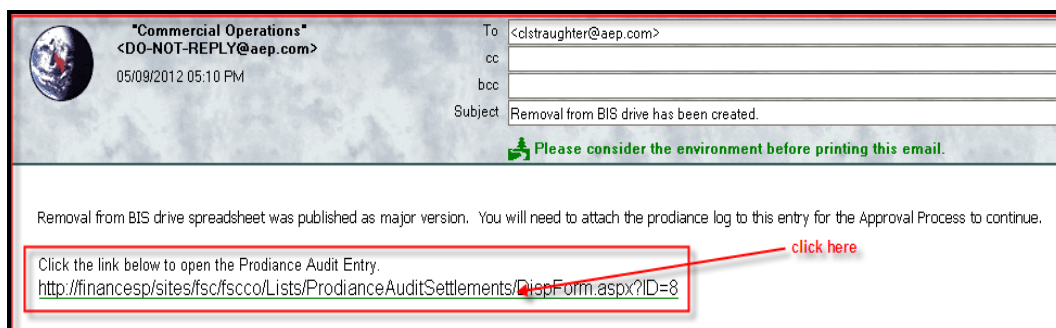 "Commercial Operations"
<DO-NOT-REPLY@aep.com>
05/09/2012 05:10 PM
To <clstraughter@aep.com>
cc
bcc
Subject Removal from BIS drive has been created.
Please consider the environment before printing this email.
Removal from BIS drive spreadsheet was published as major version. You will need to attach the prodiance log to this entry for the Approval Process to continue.
click here
Click the link below to open the Prodiance Audit Entry.
http://financesp/sites/fsc/fscco/Lists/ProdianceAuditSettlements/DispForm.aspx?ID=8